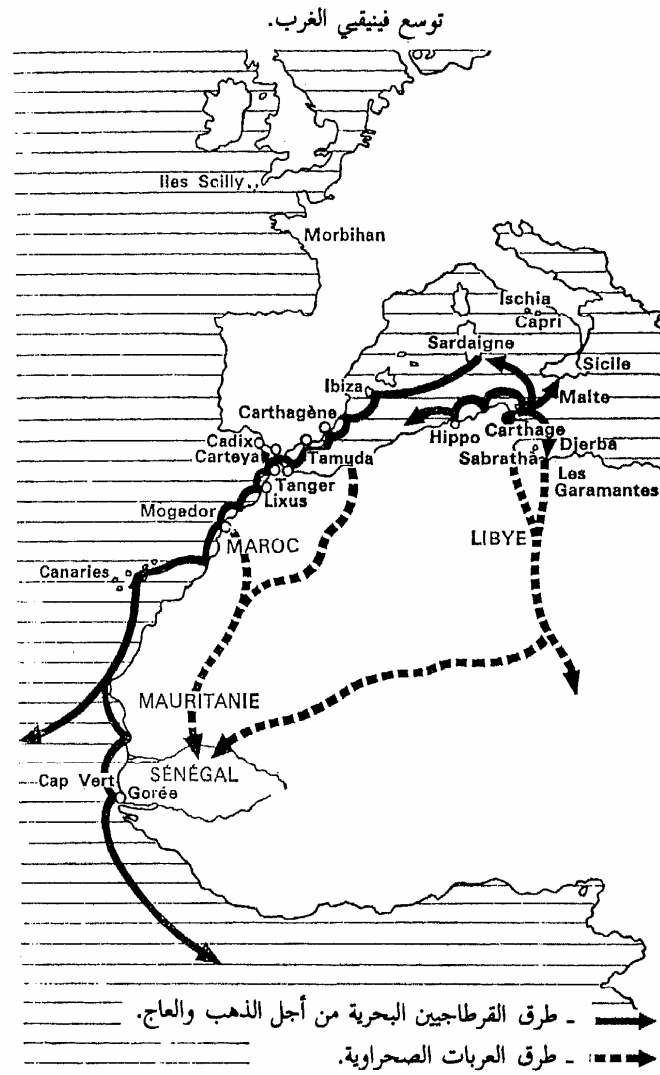 توسع فينيقيي الغرب.
Iles Scilly
Morbihan
Ischia
Capri
Sardaigne
Sicile
Ibiza
Malte
Carthagène
Carthage
Hippo
Cadix
Djerba
Carteya
Tamuda
Sabratha
Tanger
Les
Garamantes
Lixus
Mogador
MAROC
LIBYE
Canaries
MAURITANIE
SÉNÉGAL
Cap Vert
Gorée
ـ طرق القرطاجيين البحرية من أجل الذهب والعاج.
ـ طرق العربات الصحراوية.